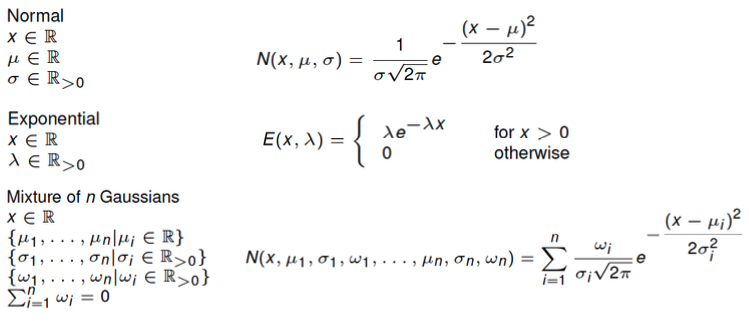 Normal
x ∈ ℝ
μ ∈ ℝ
σ ∈ ℝ>0
N(x, μ, σ) = 1/(σ√2π) e^−(x − μ)²/2σ²
Exponential
x ∈ ℝ
λ ∈ ℝ>0
E(x, λ) = { λe^−λx for x > 0
0 otherwise
Mixture of n Gaussians
x ∈ ℝ
{μ₁, . . . , μn|μᵢ ∈ ℝ}
{σ₁, . . . , σn|σᵢ ∈ ℝ>0}
{ω₁, . . . , ωn|ωᵢ ∈ ℝ>0}
∑ⁿᵢ₌₁ ωᵢ = 0
N(x, μ₁, σ₁, ω₁, . . . , μn, σn, ωn) = ∑ⁿᵢ₌₁ ωᵢ/(σᵢ√2π) e^−(x − μᵢ)²/2σᵢ²